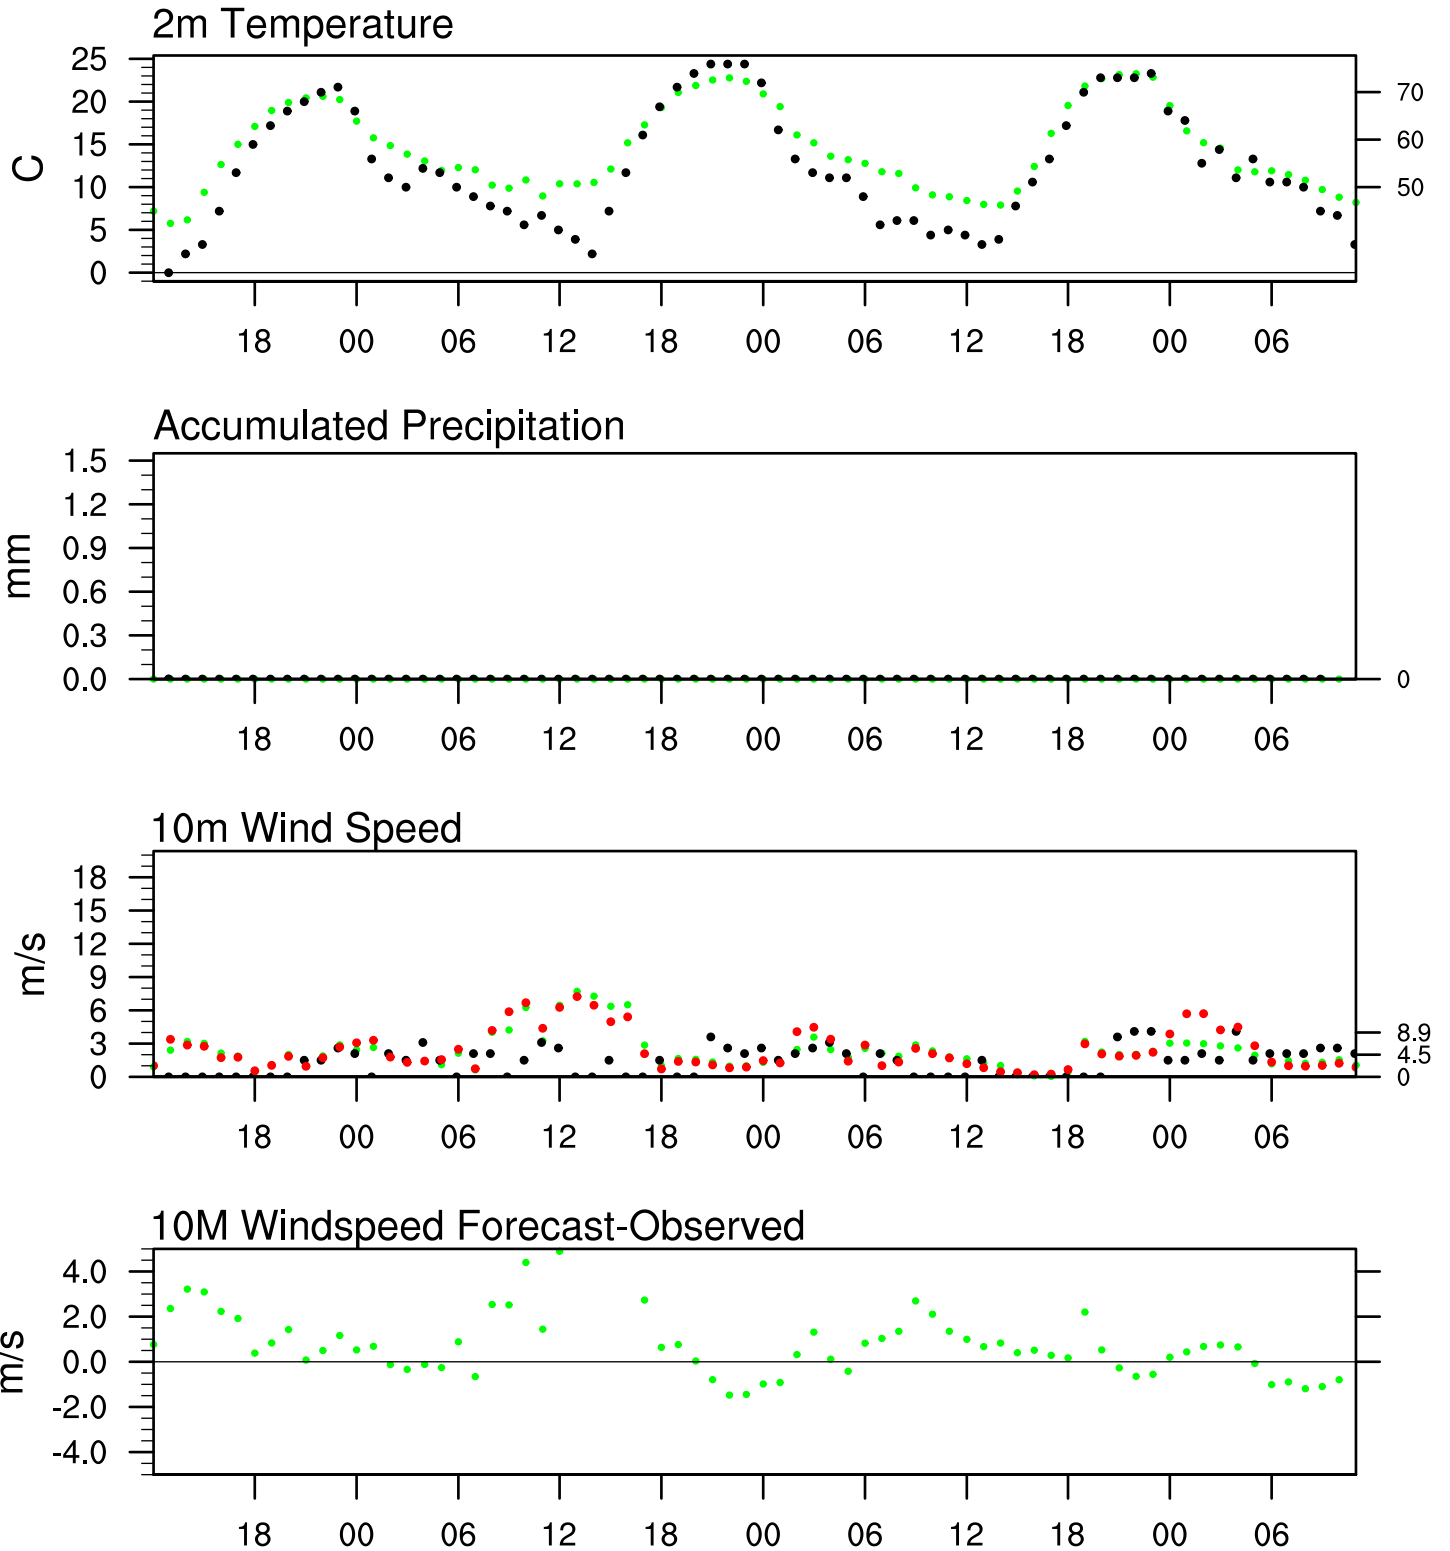 2m Temperature
25
20
15
10
5
0
C
70
60
50
18 00 06 12 18 00 06 12 18 00 06
Accumulated Precipitation
1.5
1.2
0.9
0.6
0.3
0.0
mm
0
18 00 06 12 18 00 06 12 18 00 06
10m Wind Speed
18
15
12
9
6
3
0
m/s
8.9
4.5
0
18 00 06 12 18 00 06 12 18 00 06
10M Windspeed Forecast-Observed
4.0
2.0
0.0
-2.0
-4.0
m/s
18 00 06 12 18 00 06 12 18 00 06